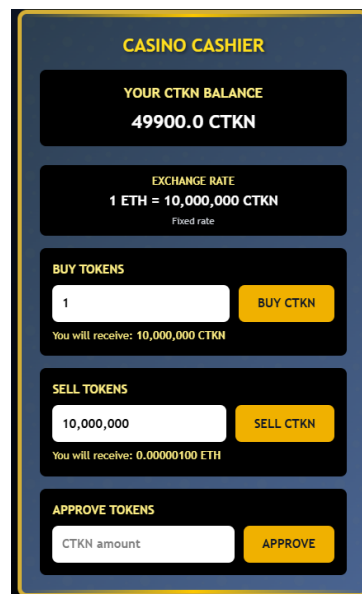 CASINO CASHIER
YOUR CTKN BALANCE
49900.0 CTKN
EXCHANGE RATE
1 ETH = 10,000,000 CTKN
Fixed rate
BUY TOKENS
1
BUY CTKN
You will receive: 10,000,000 CTKN
SELL TOKENS
10,000,000
SELL CTKN
You will receive: 0.00000100 ETH
APPROVE TOKENS
CTKN amount
APPROVE